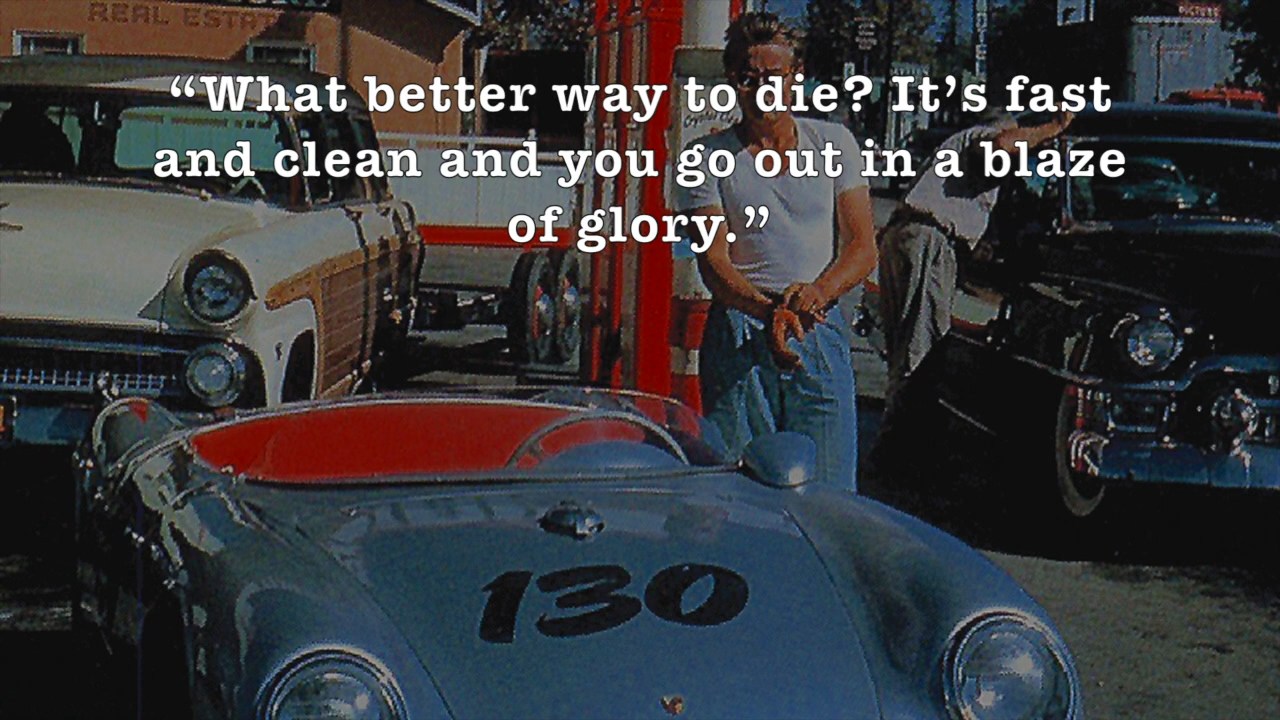 REAL ESTATE
“What better way to die? It’s fast
and clean and you go out in a blaze
of glory.”
130